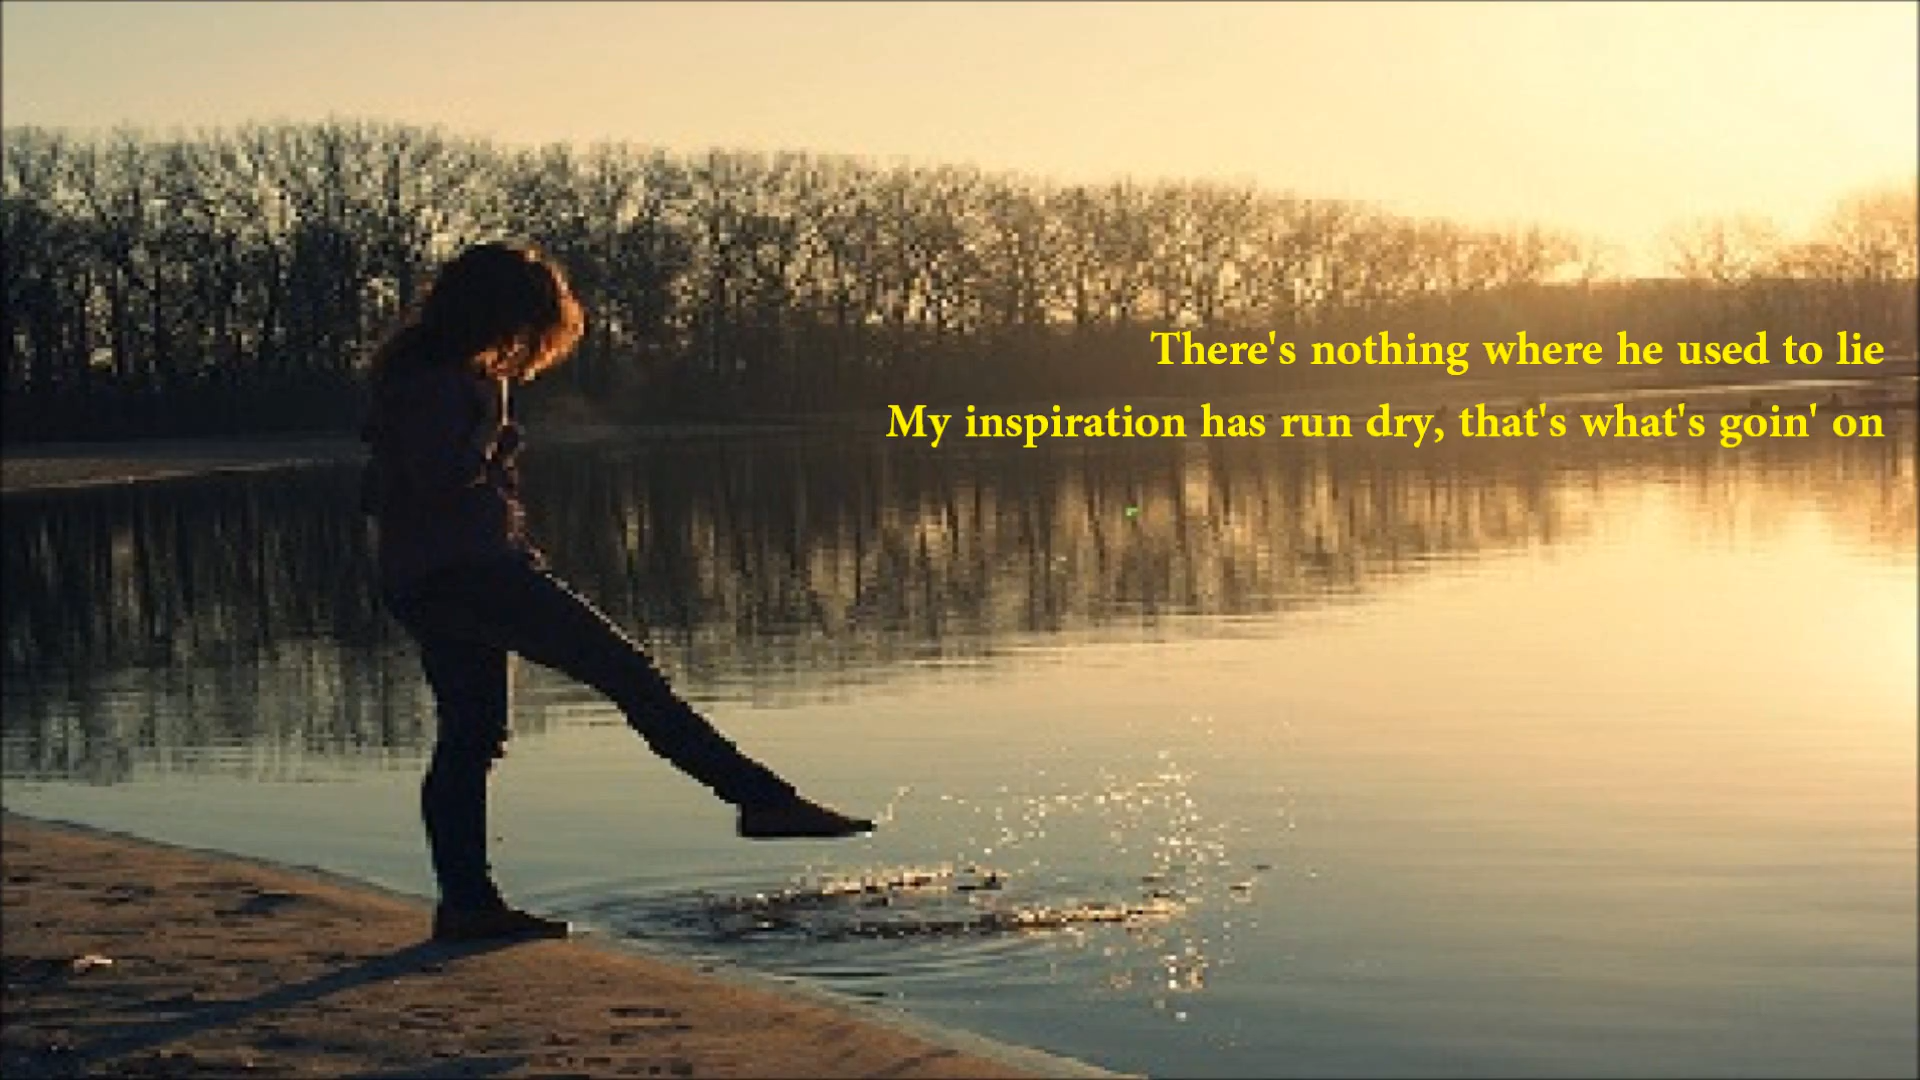 There's nothing where he used to lie
My inspiration has run dry, that's what's goin' on